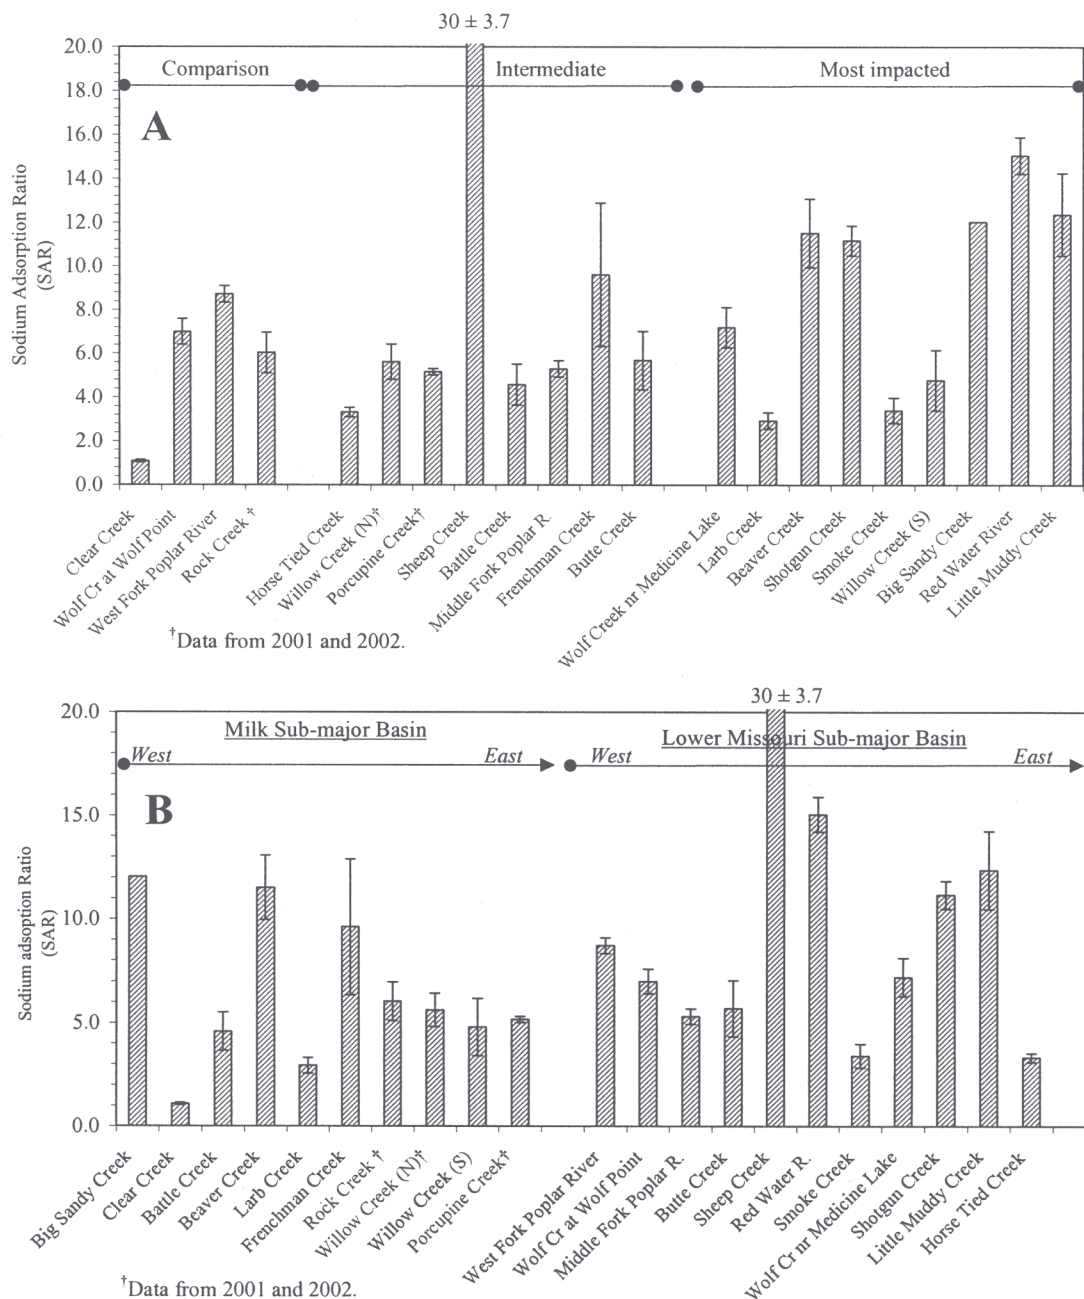 30 ± 3.7
20.0
18.0
16.0
14.0
12.0
10.0
8.0
6.0
4.0
2.0
0.0
Sodium Adsorption Ratio
(SAR)
Comparison
Intermediate
Most impacted
A
Clear Creek
Wolf Cr at Wolf Point
West Fork Poplar River
Rock Creek †
Horse Tied Creek
Willow Creek (N)†
Porcupine Creek†
Sheep Creek
Battle Creek
Middle Fork Poplar R.
Frenchman Creek
Butte Creek
Wolf Creek nr Medicine Lake
Larb Creek
Beaver Creek
Shotgun Creek
Smoke Creek
Willow Creek (S)
Big Sandy Creek
Red Water River
Little Muddy Creek
†Data from 2001 and 2002.
30 ± 3.7
20.0
15.0
10.0
5.0
0.0
Sodium adsoption Ratio
(SAR)
Milk Sub-major Basin
West East
Lower Missouri Sub-major Basin
West East
B
Big Sandy Creek
Clear Creek
Battle Creek
Beaver Creek
Larb Creek
Frenchman Creek
Rock Creek †
Willow Creek (N)†
Willow Creek (S)
Porcupine Creek†
West Fork Poplar River
Wolf Cr at Wolf Point
Middle Fork Poplar R.
Butte Creek
Sheep Creek
Red Water R.
Smoke Creek
Wolf Cr nr Medicine Lake
Shotgun Creek
Little Muddy Creek
Horse Tied Creek
†Data from 2001 and 2002.